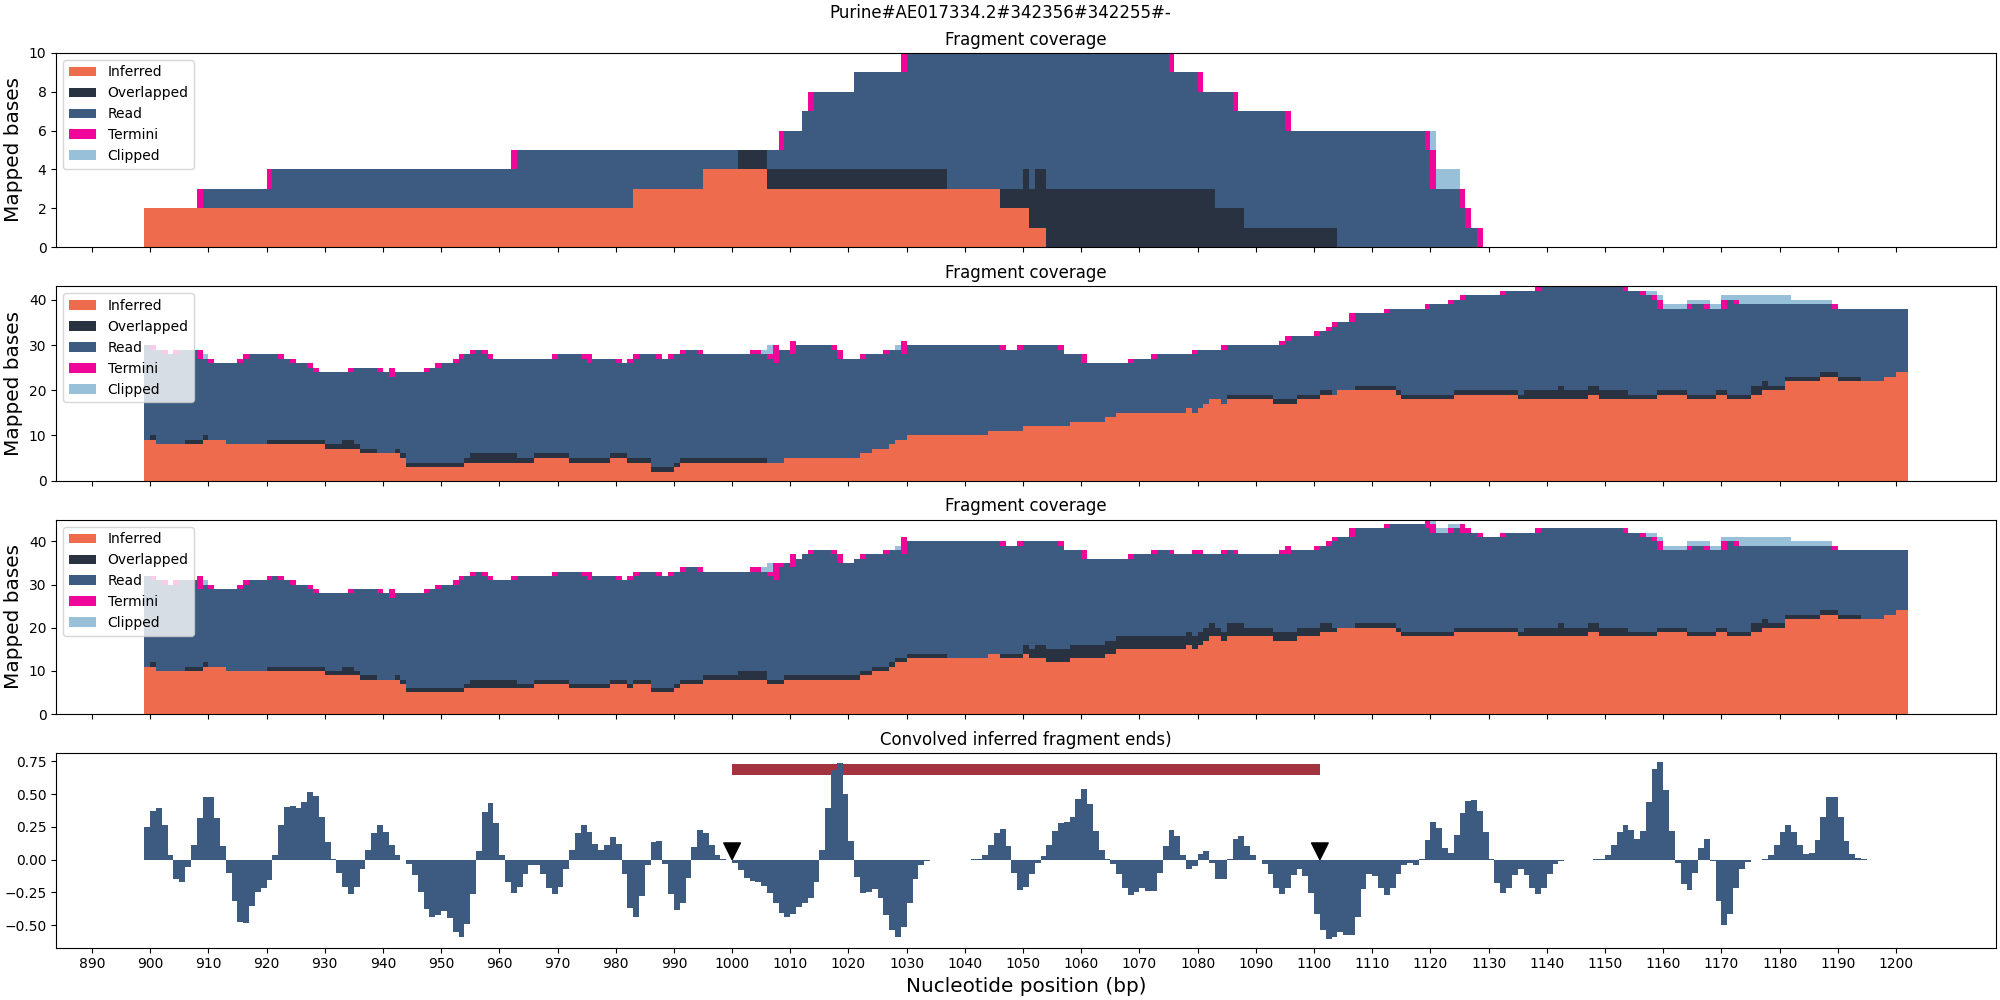 Purine#AE017334.2#342356#342255#-
Fragment coverage
Mapped bases
10
8
6
4
2
0
Inferred
Overlapped
Read
Termini
Clipped
Fragment coverage
Mapped bases
40
30
20
10
0
Inferred
Overlapped
Read
Termini
Clipped
Fragment coverage
Mapped bases
40
30
20
10
0
Inferred
Overlapped
Read
Termini
Clipped
Convolved inferred fragment ends)
0.75
0.50
0.25
0.00
−0.25
−0.50
890 900 910 920 930 940 950 960 970 980 990 1000 1010 1020 1030 1040 1050 1060 1070 1080 1090 1100 1110 1120 1130 1140 1150 1160 1170 1180 1190 1200
Nucleotide position (bp)